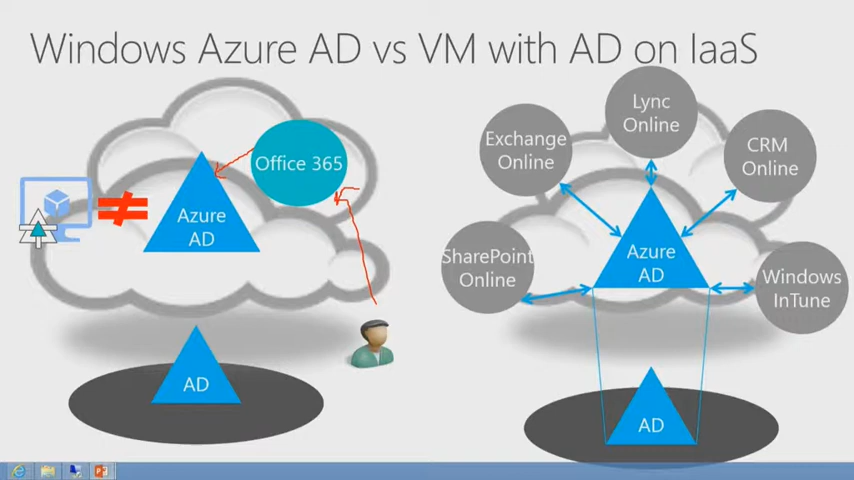 Windows Azure AD vs VM with AD on IaaS
Office 365
Azure
AD
AD
Lync
Online
Exchange
Online
CRM
Online
SharePoint
Online
Azure
AD
Windows
InTune
AD